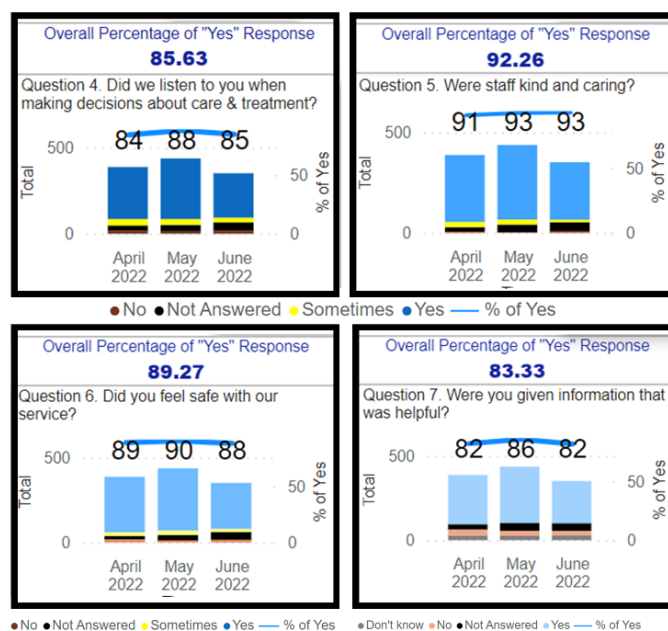 Overall Percentage of "Yes" Response
85.63
Question 4. Did we listen to you when
making decisions about care & treatment?
84 88 85
500
50
0
0
Total
% of Yes
April May June
2022 2022 2022
Overall Percentage of "Yes" Response
92.26
Question 5. Were staff kind and caring?
91 93 93
500
50
0
0
Total
% of Yes
April May June
2022 2022 2022
No Not Answered Sometimes Yes % of Yes
Overall Percentage of "Yes" Response
89.27
Question 6. Did you feel safe with our
service?
89 90 88
500
50
0
0
Total
% of Yes
April May June
2022 2022 2022
Overall Percentage of "Yes" Response
83.33
Question 7. Were you given information that
was helpful?
82 86 82
500
50
0
0
Total
% of Yes
April May June
2022 2022 2022
No Not Answered Sometimes Yes % of Yes
Don't know No Not Answered Yes % of Yes